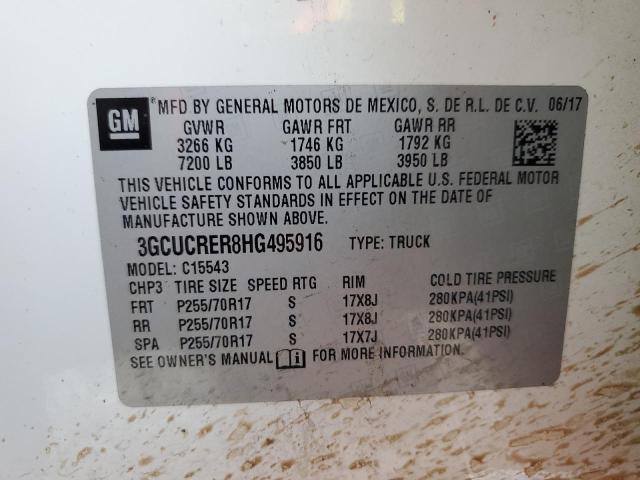 GM
® MFD BY GENERAL MOTORS DE MEXICO, S. DE R.L. DE C.V. 06/17
GVWR GAWR FRT GAWR RR
3266 KG 1746 KG 1792 KG
7200 LB 3850 LB 3950 LB
THIS VEHICLE CONFORMS TO ALL APPLICABLE U.S. FEDERAL MOTOR
VEHICLE SAFETY STANDARDS IN EFFECT ON THE DATE OF
MANUFACTURE SHOWN ABOVE.
3GCUCRER8HG495916 TYPE: TRUCK
MODEL: C15543
CHP3 TIRE SIZE SPEED RTG RIM COLD TIRE PRESSURE
FRT P255/70R17 S 17X8J 280KPA(41PSI)
RR P255/70R17 S 17X8J 280KPA(41PSI)
SPA P255/70R17 S 17X7J 280KPA(41PSI)
SEE OWNER'S MANUAL FOR MORE INFORMATION.